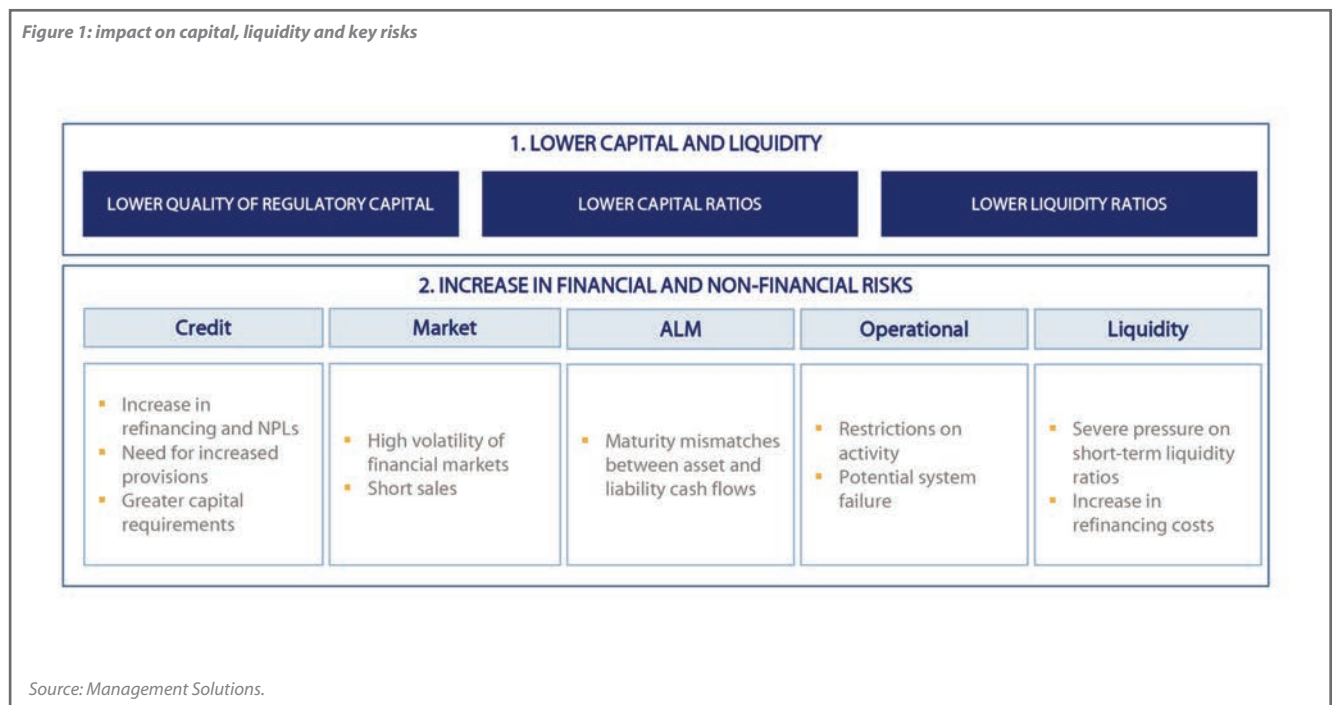 Figure 1: impact on capital, liquidity and key risks
1. LOWER CAPITAL AND LIQUIDITY
LOWER QUALITY OF REGULATORY CAPITAL
LOWER CAPITAL RATIOS
LOWER LIQUIDITY RATIOS
2. INCREASE IN FINANCIAL AND NON-FINANCIAL RISKS
Credit
Market
ALM
Operational
Liquidity
▪ Increase in
refinancing and NPLs
▪ Need for increased
provisions
▪ Greater capital
requirements
▪ High volatility of
financial markets
▪ Short sales
▪ Maturity mismatches
between asset and
liability cash flows
▪ Restrictions on
activity
▪ Potential system
failure
▪ Severe pressure on
short-term liquidity
ratios
▪ Increase in
refinancing costs
Source: Management Solutions.